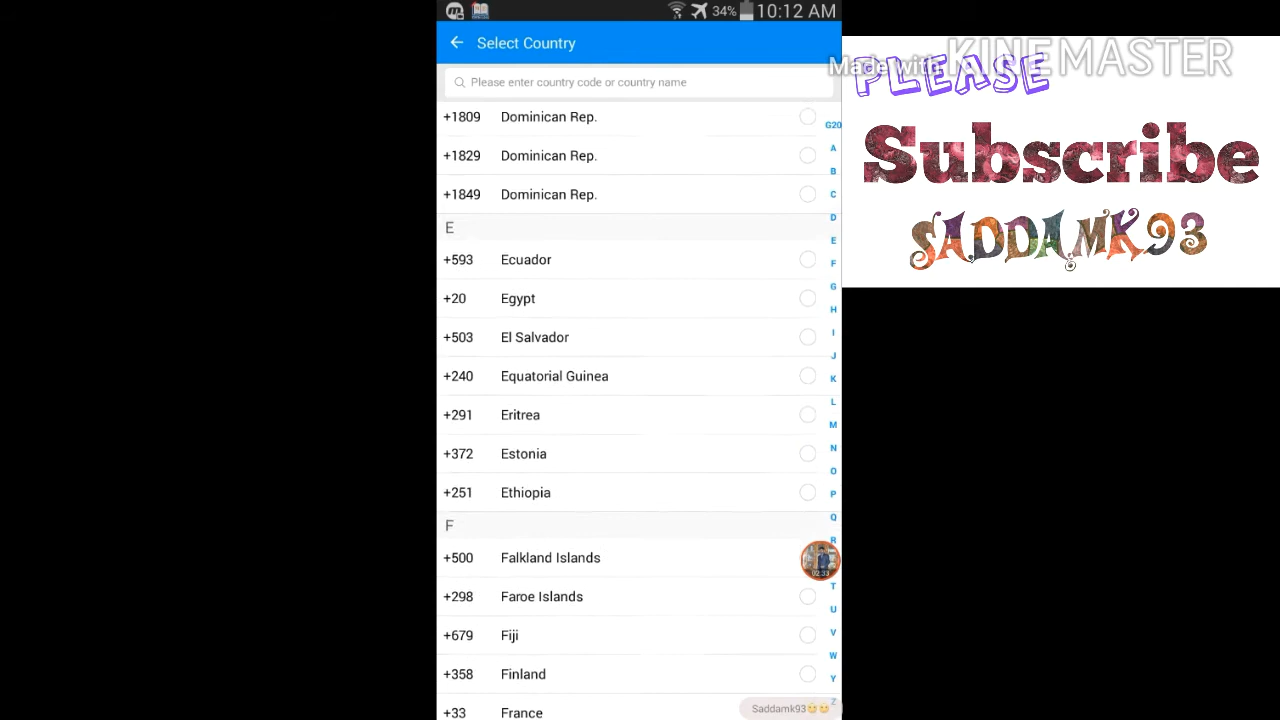 34% 10:12 AM
Select Country
Please enter country code or country name
+1809 Dominican Rep.
+1829 Dominican Rep.
+1849 Dominican Rep.
E
+593 Ecuador
+20 Egypt
+503 El Salvador
+240 Equatorial Guinea
+291 Eritrea
+372 Estonia
+251 Ethiopia
F
+500 Falkland Islands
+298 Faroe Islands
+679 Fiji
+358 Finland
+33 France
G20
A
B
C
D
E
F
G
H
I
J
K
L
M
N
O
P
Q
R
02:33
T
U
V
W
Y
Z
Saddamk93
Made with KINEMASTER
PLEASE
Subscribe
SADDAMK93